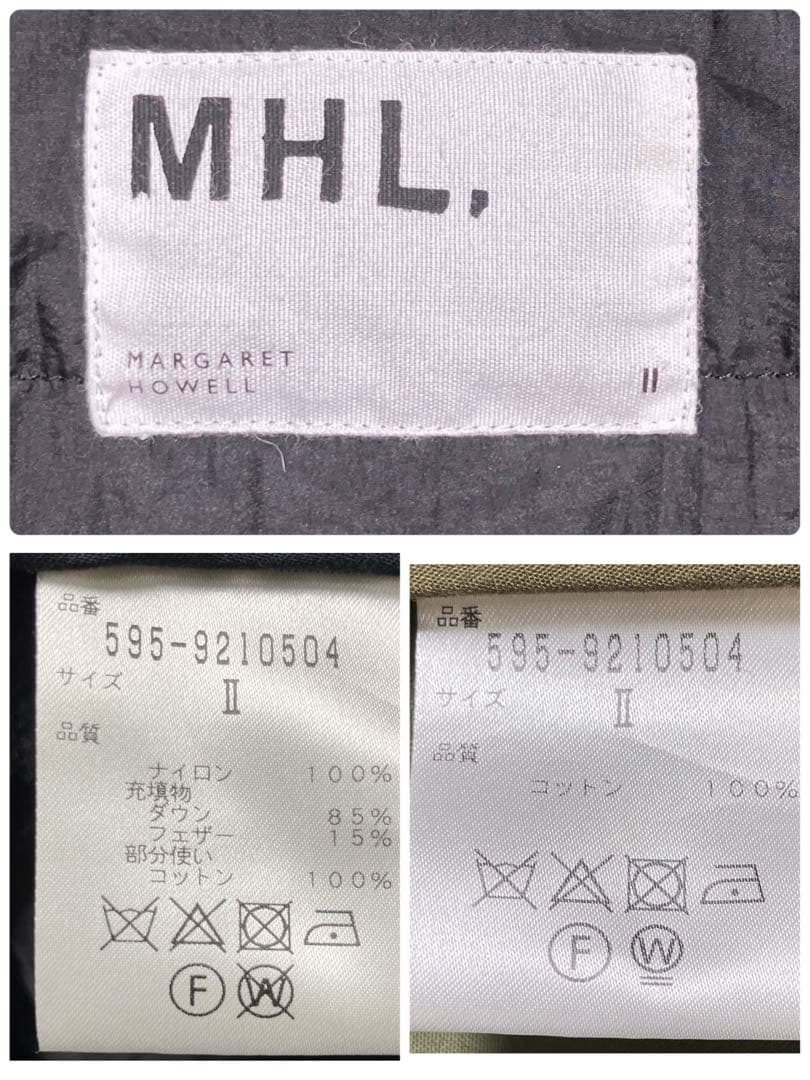 MHL.
MARGARET
HOWELL
II
品番
595-9210504
サイズ
II
品質
ナイロン 100%
充填物
ダウン 85%
フェザー 15%
部分使い
コットン 100%
F W
品番
595-9210504
サイズ
II
品質
コットン 100%
F W